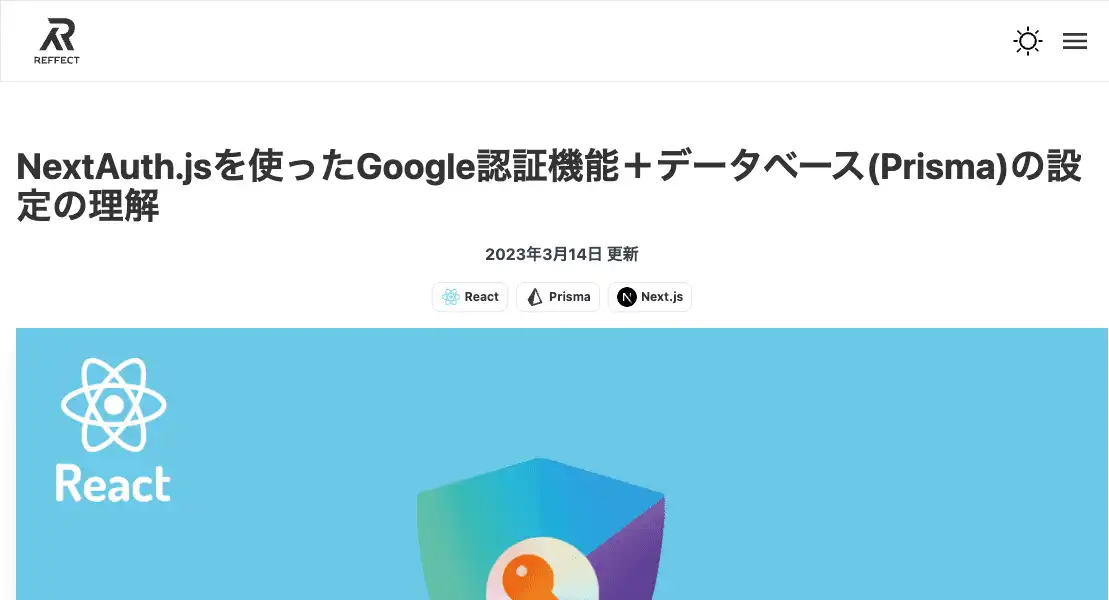 REFFECT
NextAuth.jsを使ったGoogle認証機能＋データベース(Prisma)の設
定の理解
2023年3月14日 更新
React
Prisma
N Next.js
React